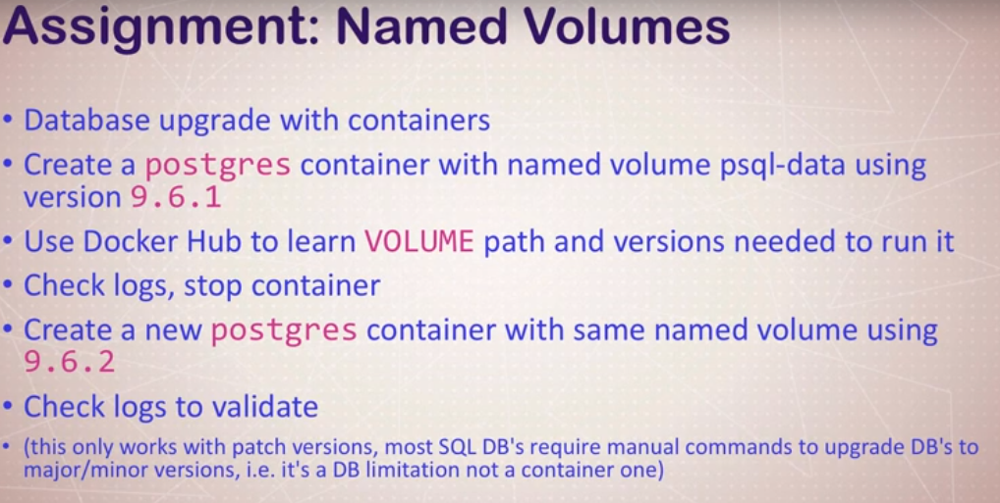 Assignment: Named Volumes
• Database upgrade with containers
• Create a postgres container with named volume psql-data using
version 9.6.1
• Use Docker Hub to learn VOLUME path and versions needed to run it
• Check logs, stop container
• Create a new postgres container with same named volume using
9.6.2
• Check logs to validate
• (this only works with patch versions, most SQL DB's require manual commands to upgrade DB's to
major/minor versions, i.e. it's a DB limitation not a container one)